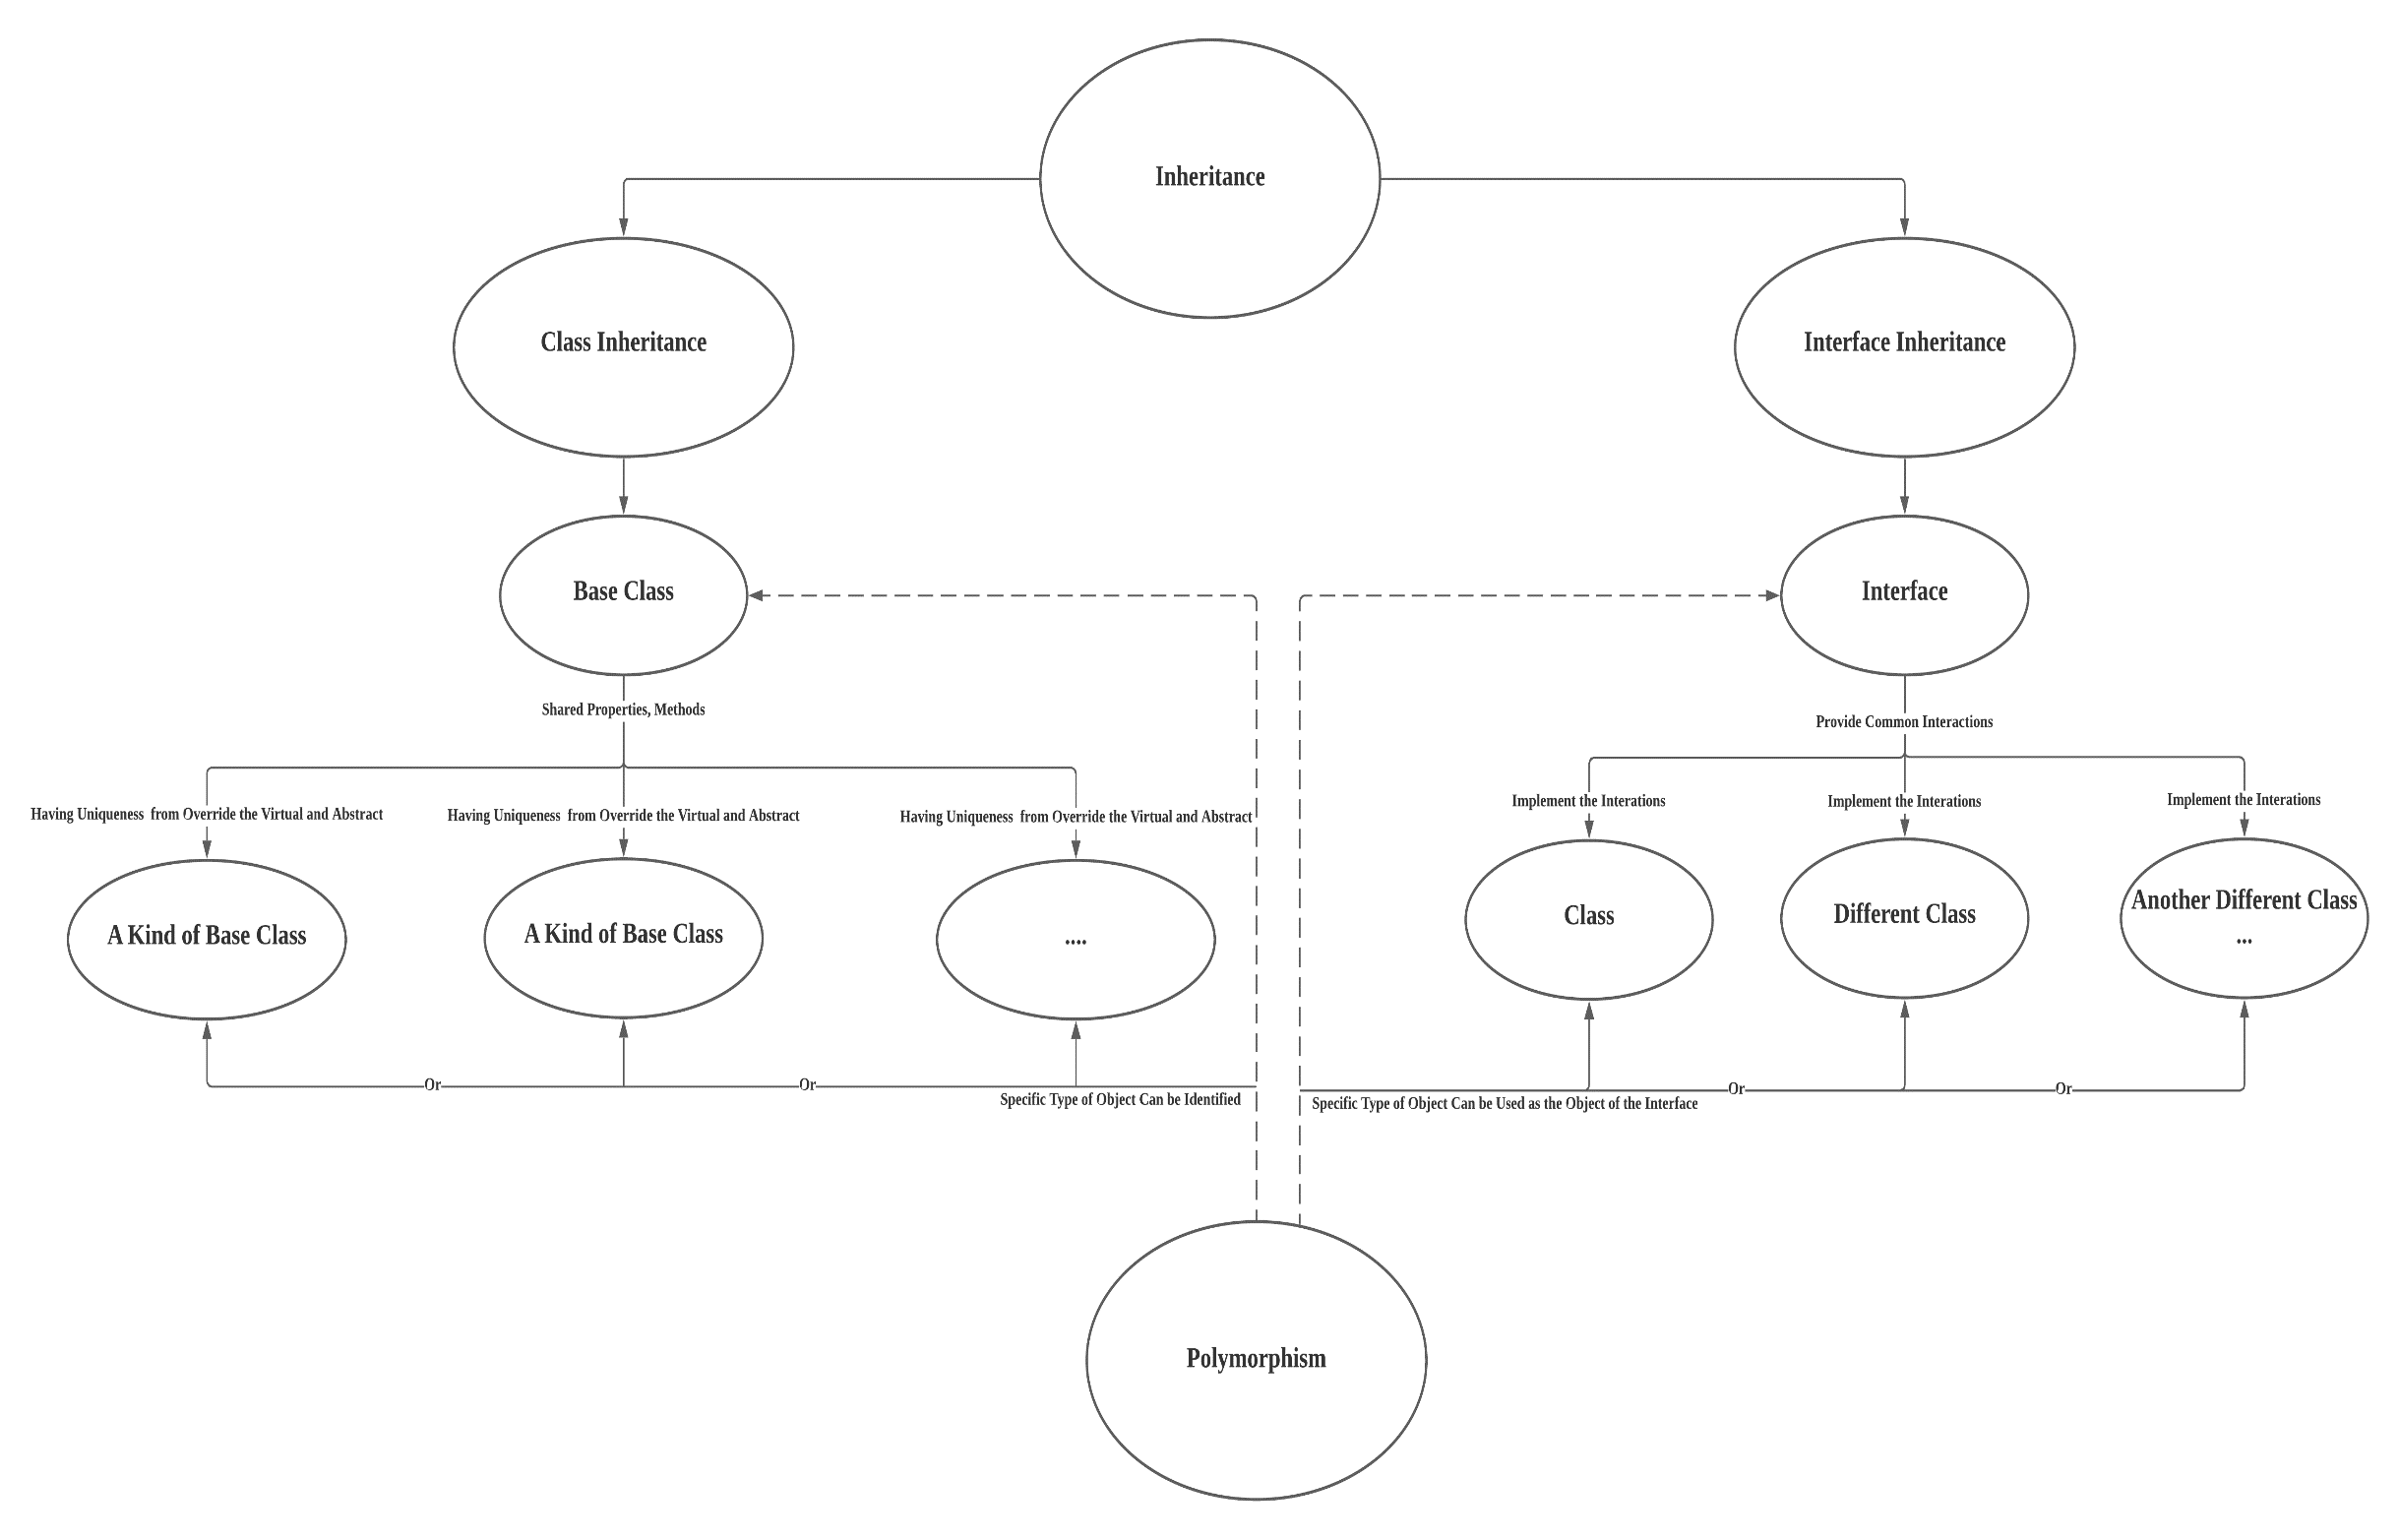 Inheritance
Class Inheritance
Interface Inheritance
Base Class
Interface
Shared Properties, Methods
Provide Common Interactions
Having Uniqueness  from Override the Virtual and Abstract
Having Uniqueness  from Override the Virtual and Abstract
Having Uniqueness  from Override the Virtual and Abstract
Implement the Interations
Implement the Interations
Implement the Interations
A Kind of Base Class
A Kind of Base Class
....
Class
Different Class
Another Different Class
...
Or
Or
Specific Type of Object Can be Identified
Or
Or
Specific Type of Object Can be Used as the Object of the Interface
Polymorphism